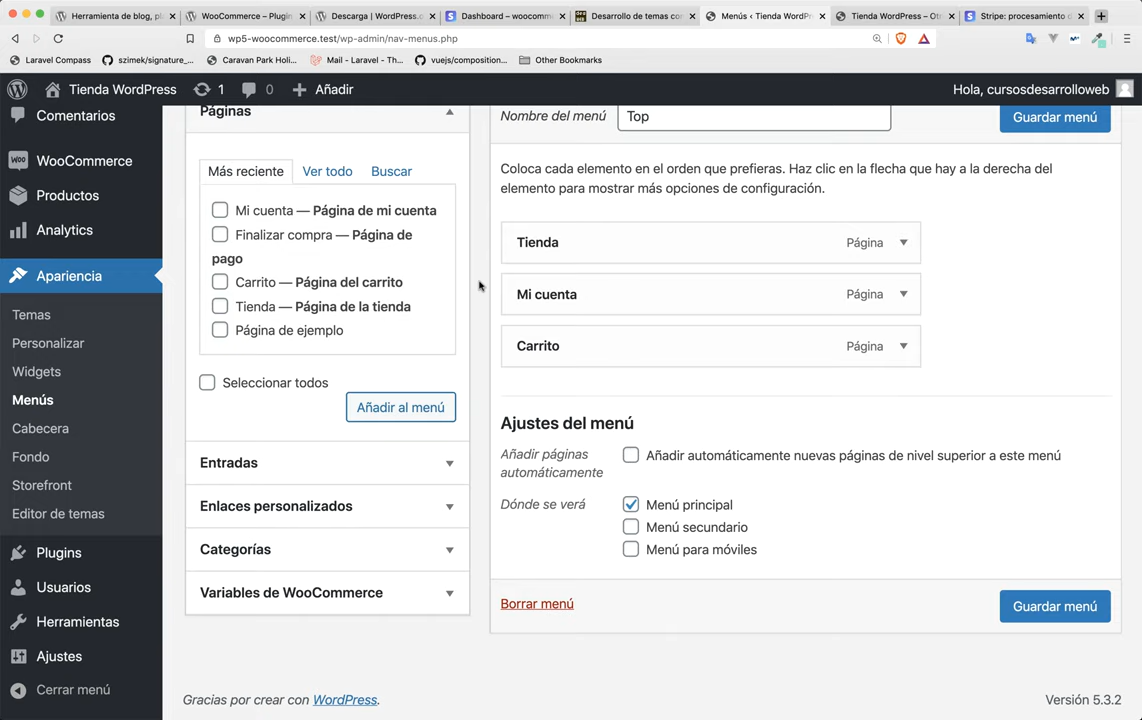 Herramienta de blog, pl
WooCommerce – Plugin
Descarga | WordPress.c
Dashboard – woocomm
Desarrollo de temas con
Menús ‹ Tienda WordPr
Tienda WordPress – Ot
Stripe: procesamiento d
wp5-woocommerce.test/wp-admin/nav-menus.php
Laravel Compass
szimek/signature_...
Caravan Park Holi...
Mail - Laravel - Th...
vuejs/composition...
Other Bookmarks
Tienda WordPress
1
0
Añadir
Hola, cursosdesarrolloweb
Comentarios
WooCommerce
Productos
Analytics
Apariencia
Temas
Personalizar
Widgets
Menús
Cabecera
Fondo
Storefront
Editor de temas
Plugins
Usuarios
Herramientas
Ajustes
Cerrar menú
Páginas
Más reciente
Ver todo
Buscar
Mi cuenta — Página de mi cuenta
Finalizar compra — Página de
pago
Carrito — Página del carrito
Tienda — Página de la tienda
Página de ejemplo
Seleccionar todos
Añadir al menú
Entradas
Enlaces personalizados
Categorías
Variables de WooCommerce
Nombre del menú
Top
Guardar menú
Coloca cada elemento en el orden que prefieras. Haz clic en la flecha que hay a la derecha del
elemento para mostrar más opciones de configuración.
Tienda Página
Mi cuenta Página
Carrito Página
Ajustes del menú
Añadir páginas
automáticamente
Añadir automáticamente nuevas páginas de nivel superior a este menú
Dónde se verá
Menú principal
Menú secundario
Menú para móviles
Borrar menú
Guardar menú
Gracias por crear con WordPress.
Versión 5.3.2